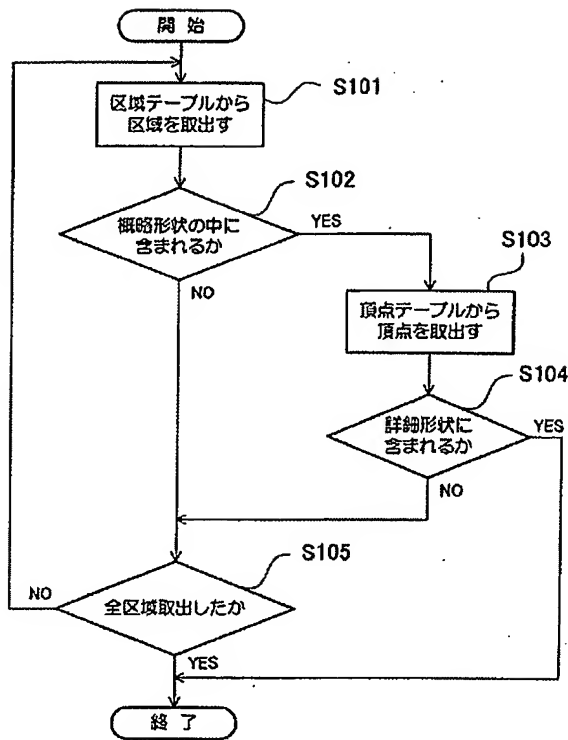 開始
S101
区域テーブルから
区域を取出す
S102
概略形状の中に
含まれるか
YES
NO
S103
頂点テーブルから
頂点を取出す
S104
詳細形状に
含まれるか
YES
NO
S105
全区域取出したか
NO
YES
終了